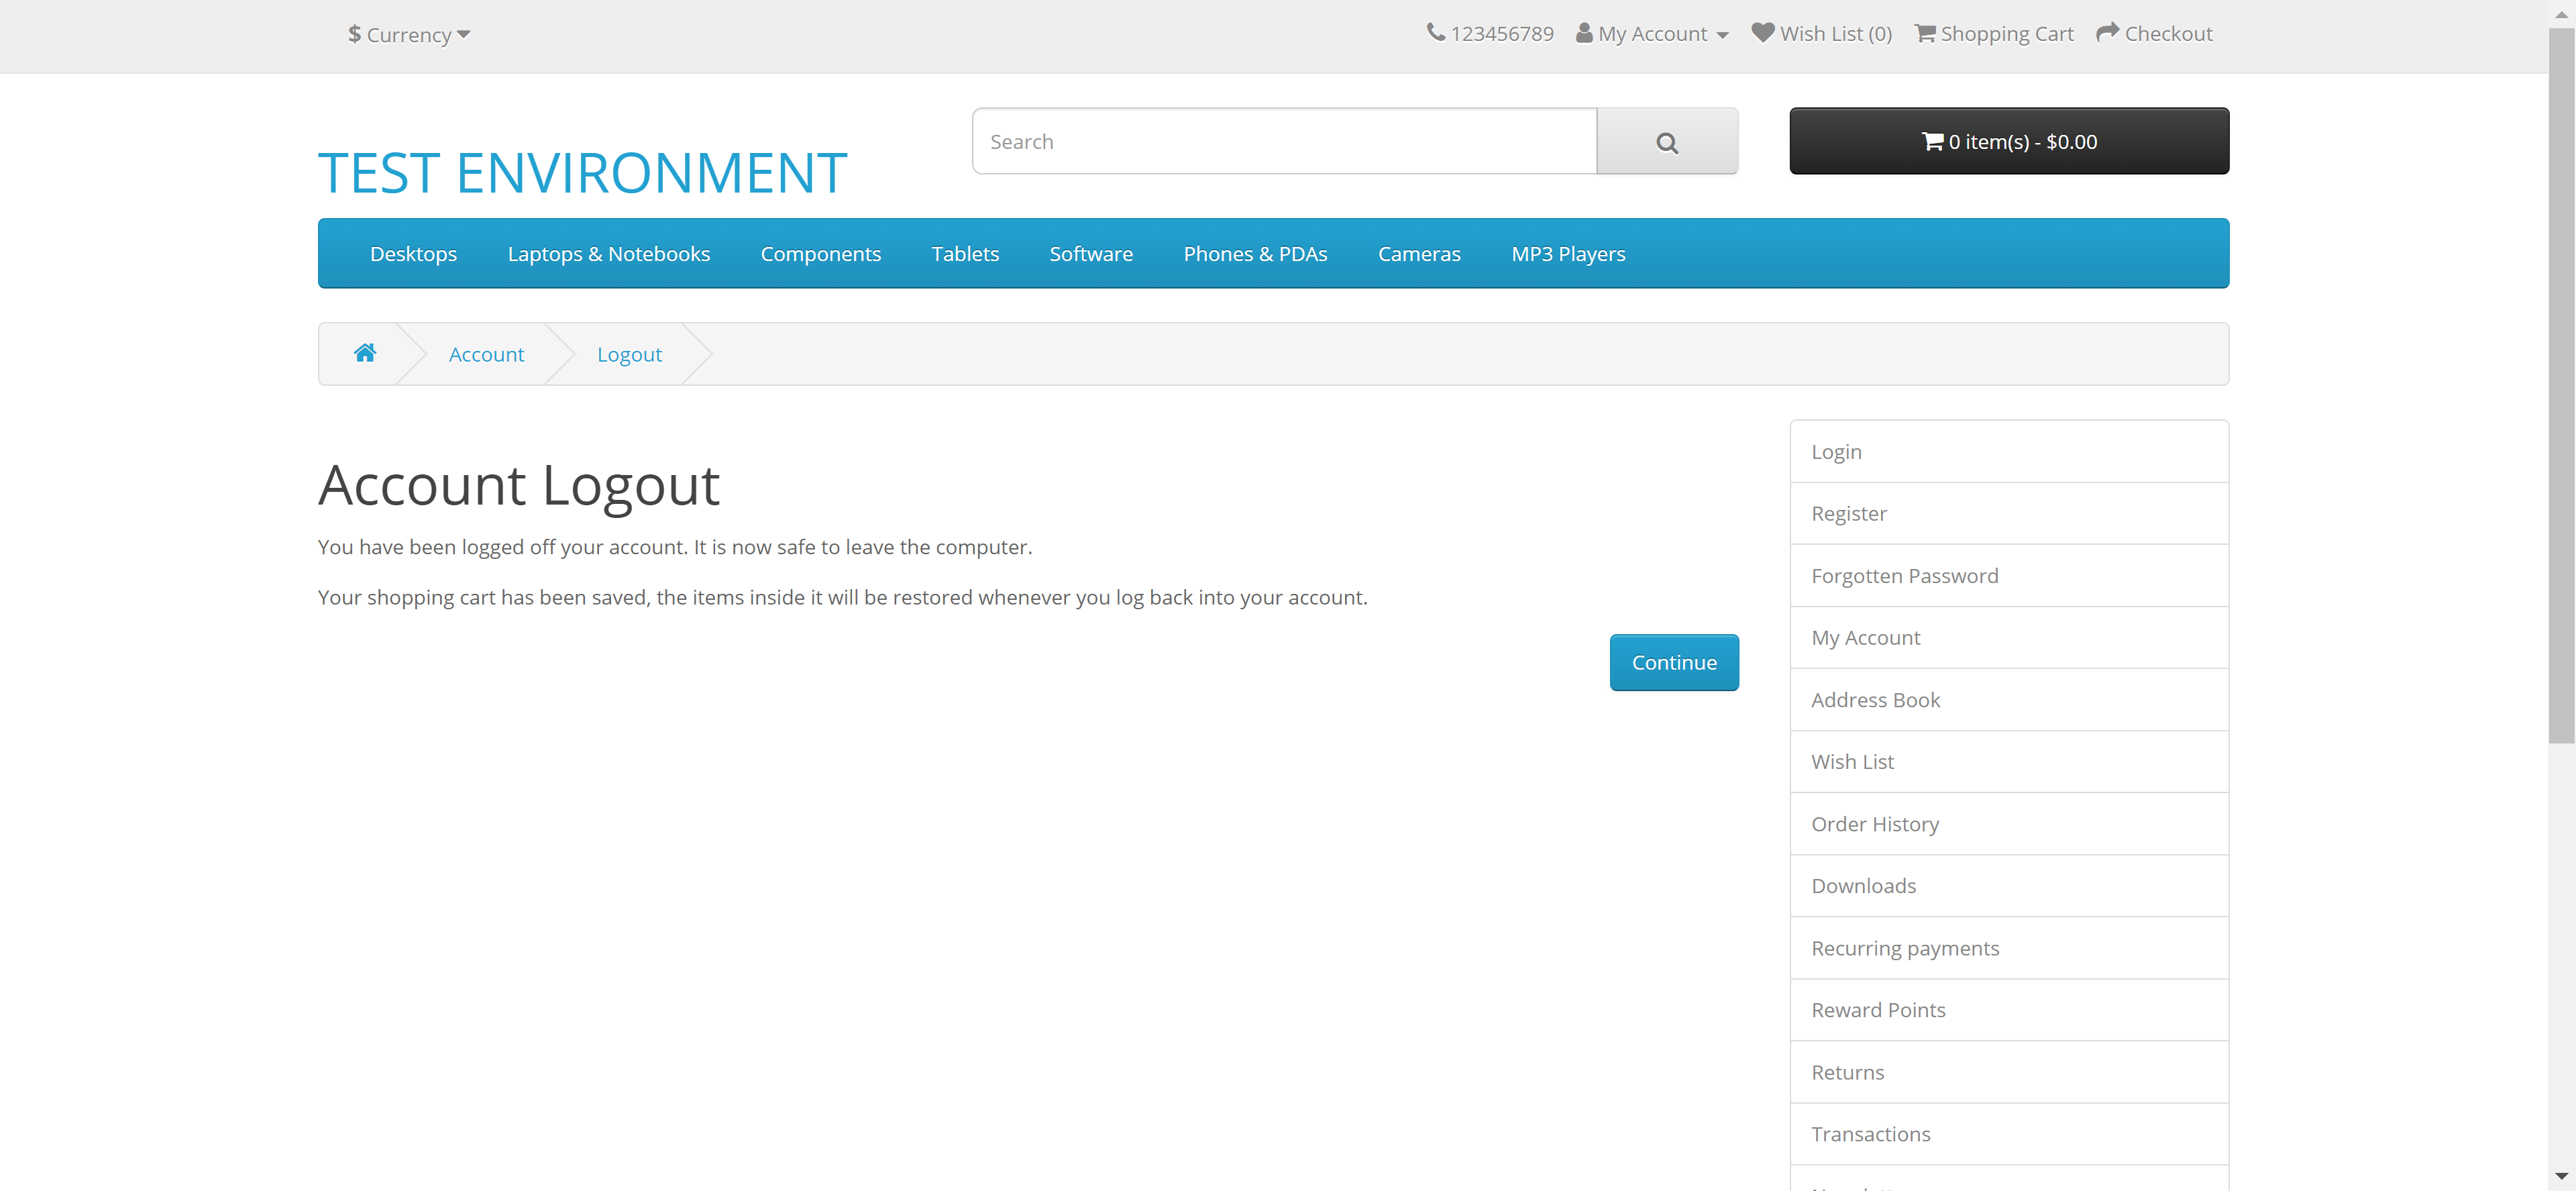 $ Currency
123456789 My Account Wish List (0) Shopping Cart Checkout
Search
0 item(s) - $0.00
TEST ENVIRONMENT
Desktops Laptops & Notebooks Components Tablets Software Phones & PDAs Cameras MP3 Players
Account Logout
Account Logout
You have been logged off your account. It is now safe to leave the computer.
Your shopping cart has been saved, the items inside it will be restored whenever you log back into your account.
Continue
Login
Register
Forgotten Password
My Account
Address Book
Wish List
Order History
Downloads
Recurring payments
Reward Points
Returns
Transactions